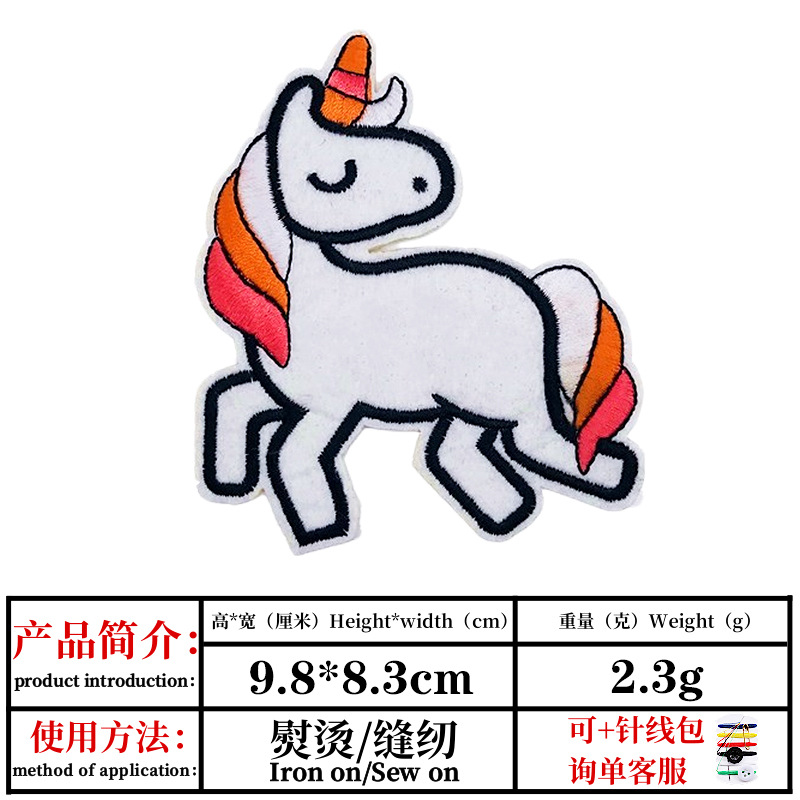 产品简介：
product introduction：
高*宽（厘米）Height*width（cm）
重量（克）Weight（g）
9.8*8.3cm
2.3g
使用方法：
method of application：
熨烫/缝纫
Iron on/Sew on
可+针线包
询单客服